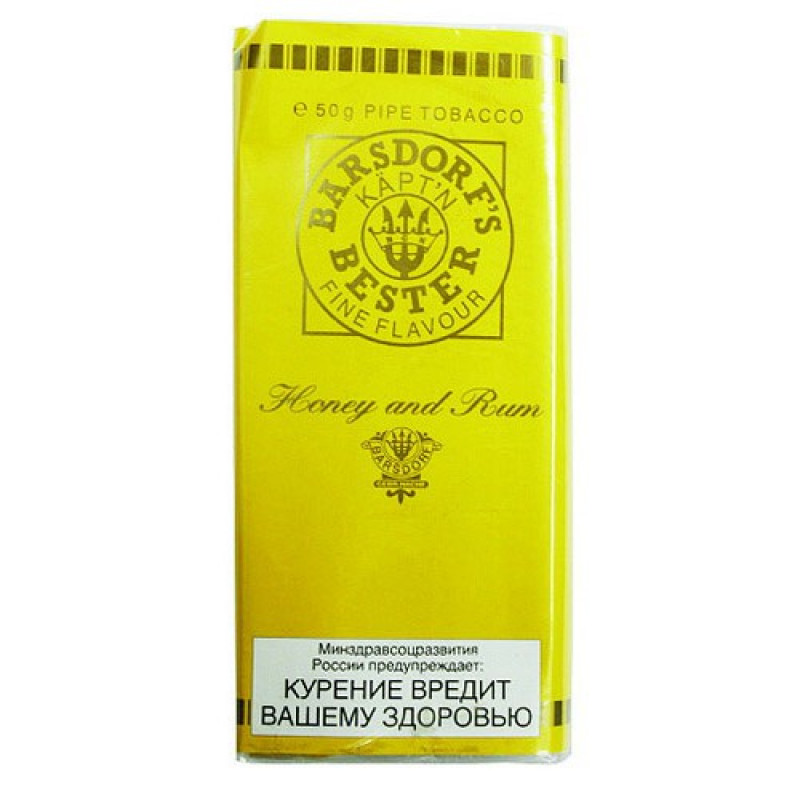 ℮ 50g PIPE TOBACCO
BARSDORF'S
KÄPT'N
BESTER
FINE FLAVOUR
Honey and Rum
BARSDORF
Минздравсоцразвития
России предупреждает:
КУРЕНИЕ ВРЕДИТ
ВАШЕМУ ЗДОРОВЬЮ